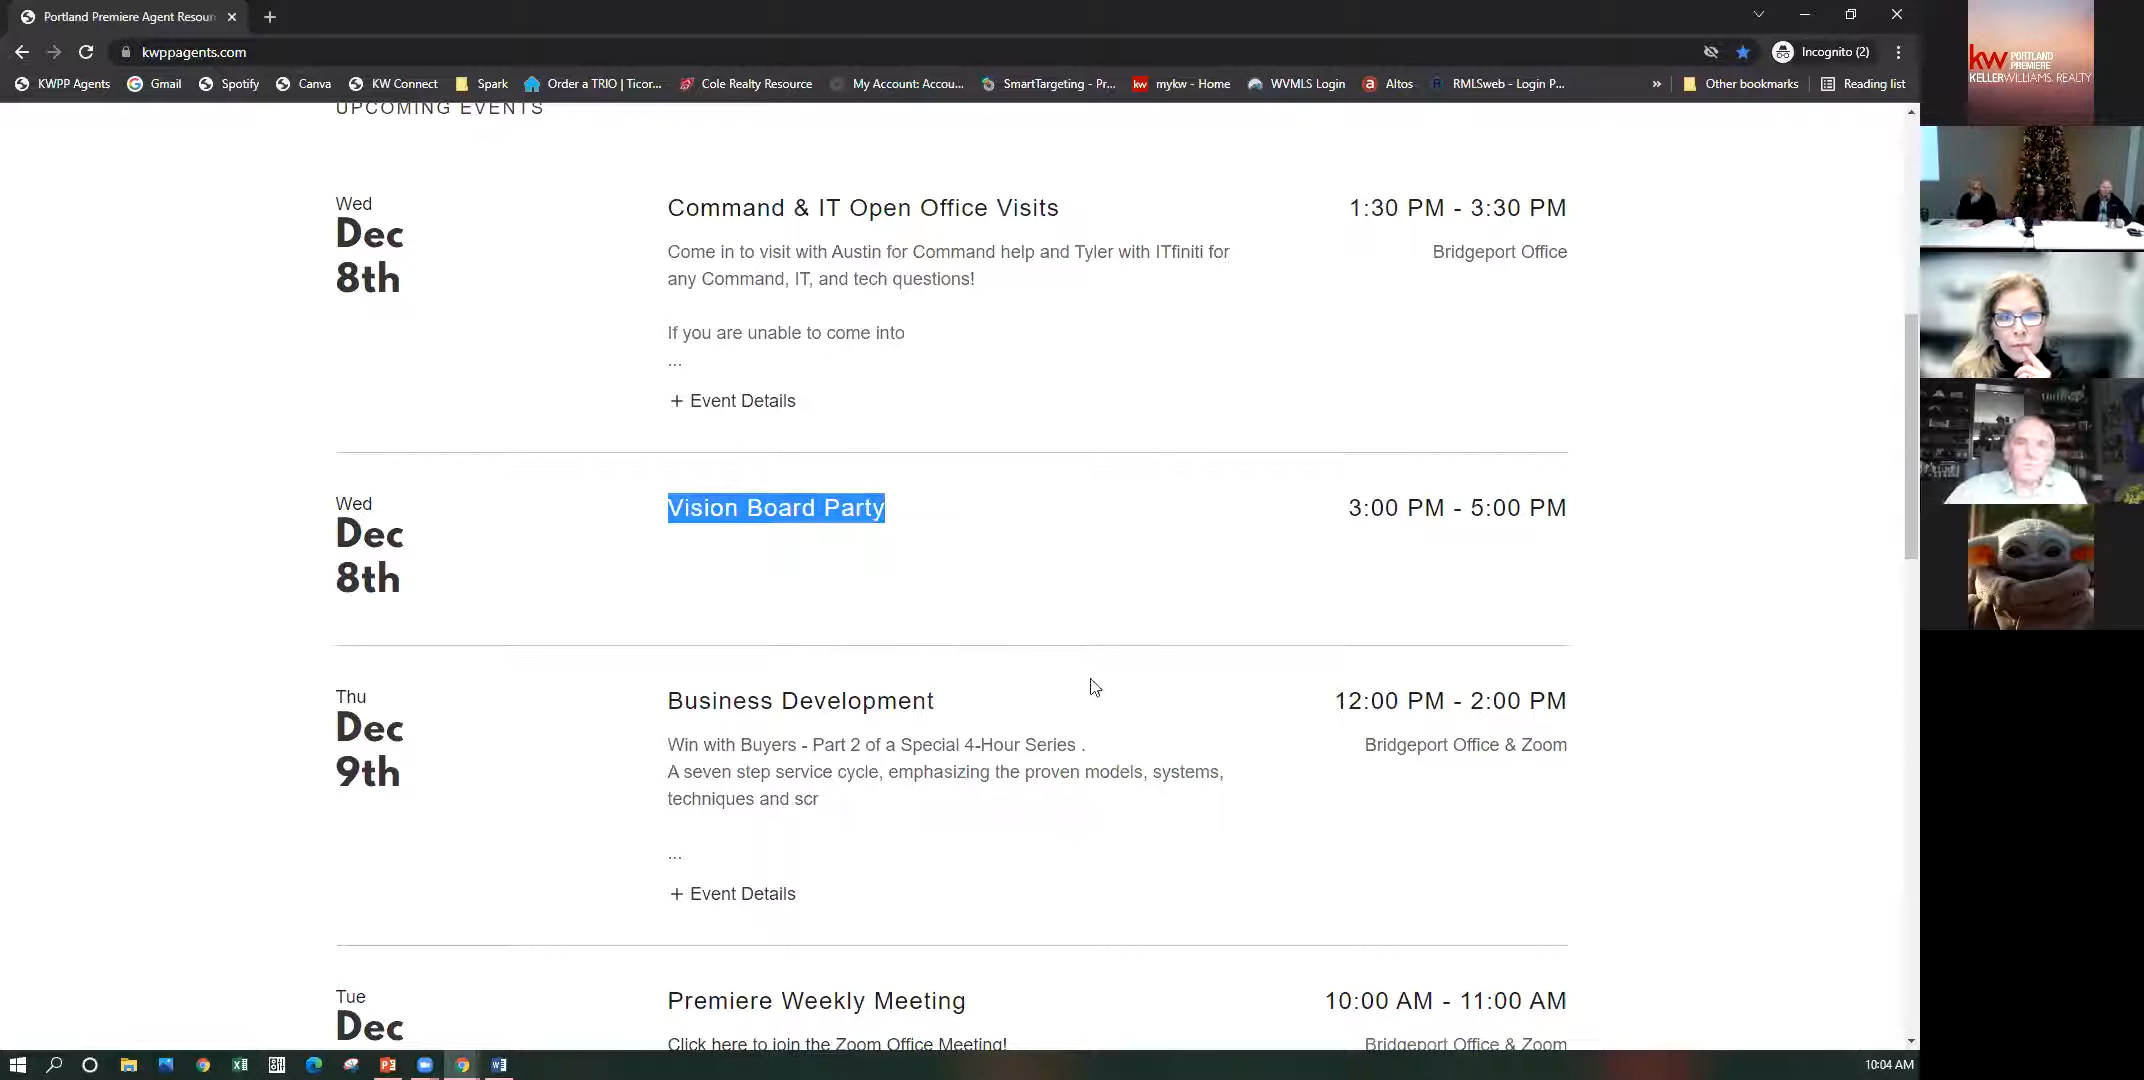 Portland Premiere Agent Resour
kwppagents.com
Incognito (2)
KWPP Agents
Gmail
Spotify
Canva
KW Connect
Spark
Order a TRIO | Ticor...
Cole Realty Resource
My Account: Accou...
SmartTargeting - Pr...
kw
mykw - Home
WVMLS Login
Altos
RMLSweb - Login P...
»
Other bookmarks
Reading list
UPCOMING EVENTS
Wed
Dec
8th
Command & IT Open Office Visits
Come in to visit with Austin for Command help and Tyler with ITfiniti for
any Command, IT, and tech questions!
If you are unable to come into
...
+ Event Details
1:30 PM - 3:30 PM
Bridgeport Office
Wed
Dec
8th
Vision Board Party
3:00 PM - 5:00 PM
Thu
Dec
9th
Business Development
Win with Buyers - Part 2 of a Special 4-Hour Series .
A seven step service cycle, emphasizing the proven models, systems,
techniques and scr
...
+ Event Details
12:00 PM - 2:00 PM
Bridgeport Office & Zoom
Tue
Dec
Premiere Weekly Meeting
Click here to join the Zoom Office Meeting!
10:00 AM - 11:00 AM
Bridgeport Office & Zoom
10:04 AM
kw PORTLAND
PREMIERE
KELLERWILLIAMS. REALTY